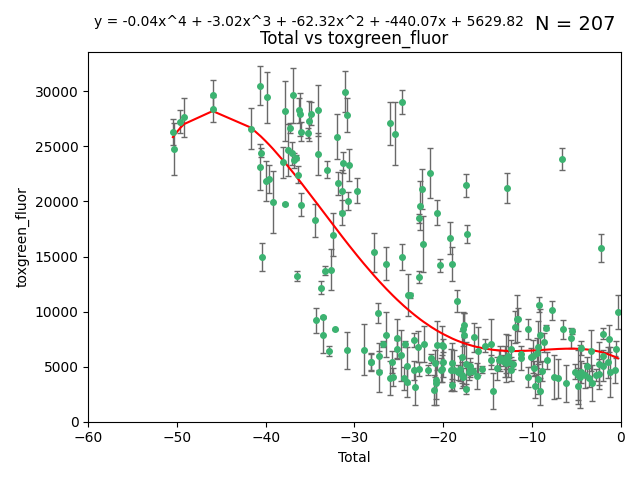 y = -0.04x^4 + -3.02x^3 + -62.32x^2 + -440.07x + 5629.82 N = 207
Total vs toxgreen_fluor
30000
25000
20000
15000
10000
5000
0
toxgreen_fluor
−60 −50 −40 −30 −20 −10 0
Total